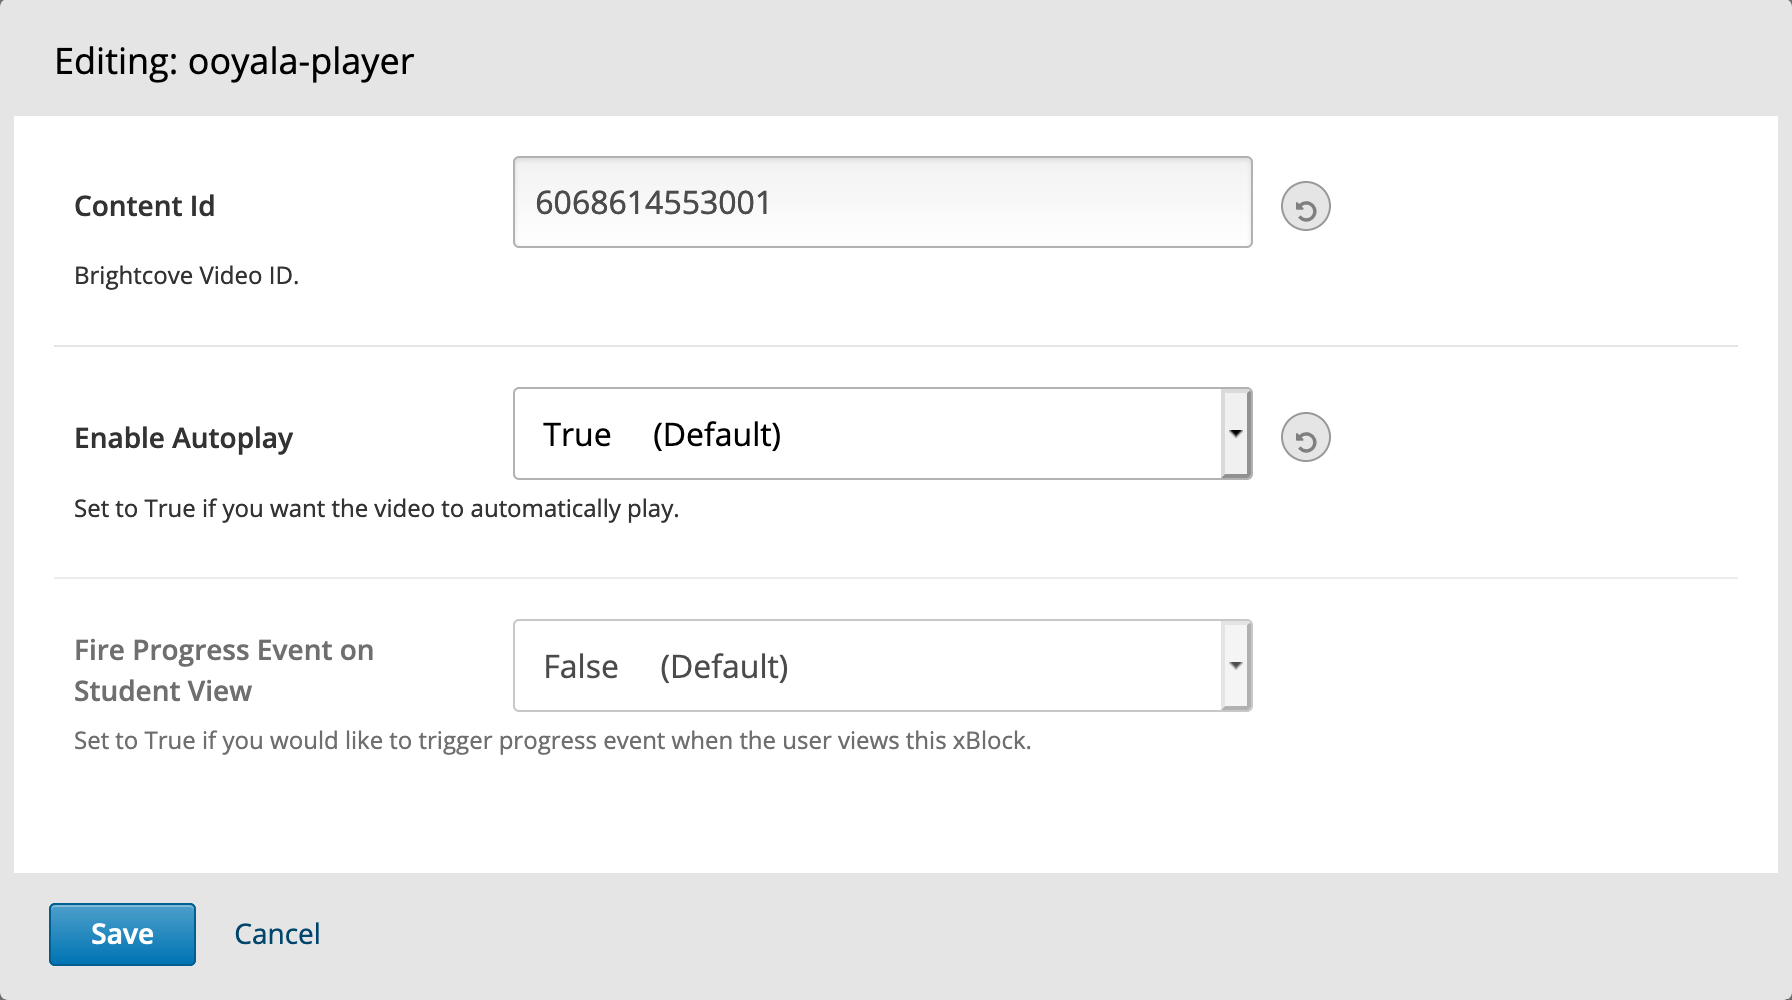 Editing: ooyala-player
Content Id
6068614553001
Brightcove Video ID.
Enable Autoplay
True (Default)
Set to True if you want the video to automatically play.
Fire Progress Event on
Student View
False (Default)
Set to True if you would like to trigger progress event when the user views this xBlock.
Save
Cancel